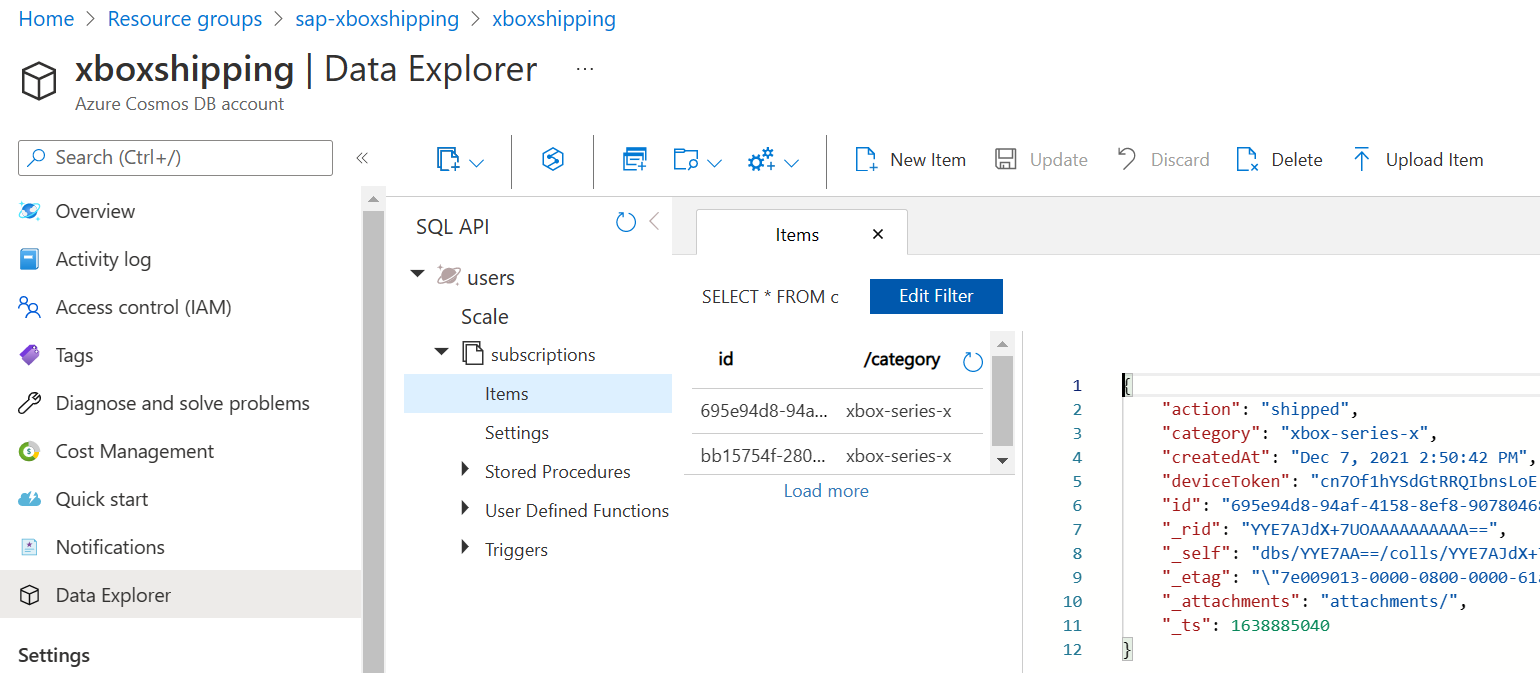 Home > Resource groups > sap-xboxshipping > xboxshipping
xboxshipping | Data Explorer ...
Azure Cosmos DB account
Search (Ctrl+/)
«
New Item
Update
Discard
Delete
Upload Item
Overview
Activity log
Access control (IAM)
Tags
Diagnose and solve problems
Cost Management
Quick start
Notifications
Data Explorer
Settings
SQL API
users
Scale
subscriptions
Items
Settings
Stored Procedures
User Defined Functions
Triggers
Items ✕
SELECT * FROM c
Edit Filter
id /category
695e94d8-94a... xbox-series-x
bb15754f-280... xbox-series-x
Load more
1 {
2 "action": "shipped",
3 "category": "xbox-series-x",
4 "createdAt": "Dec 7, 2021 2:50:42 PM",
5 "deviceToken": "cn7Of1hYSdGtRRQIbnsLoE
6 "id": "695e94d8-94af-4158-8ef8-9078046
7 "_rid": "YYE7AJdX+7UOAAAAAAAAAA==",
8 "_self": "dbs/YYE7AA==/colls/YYE7AJdX+
9 "_etag": "\"7e009013-0000-0800-0000-61
10 "_attachments": "attachments/",
11 "_ts": 1638885040
12 }